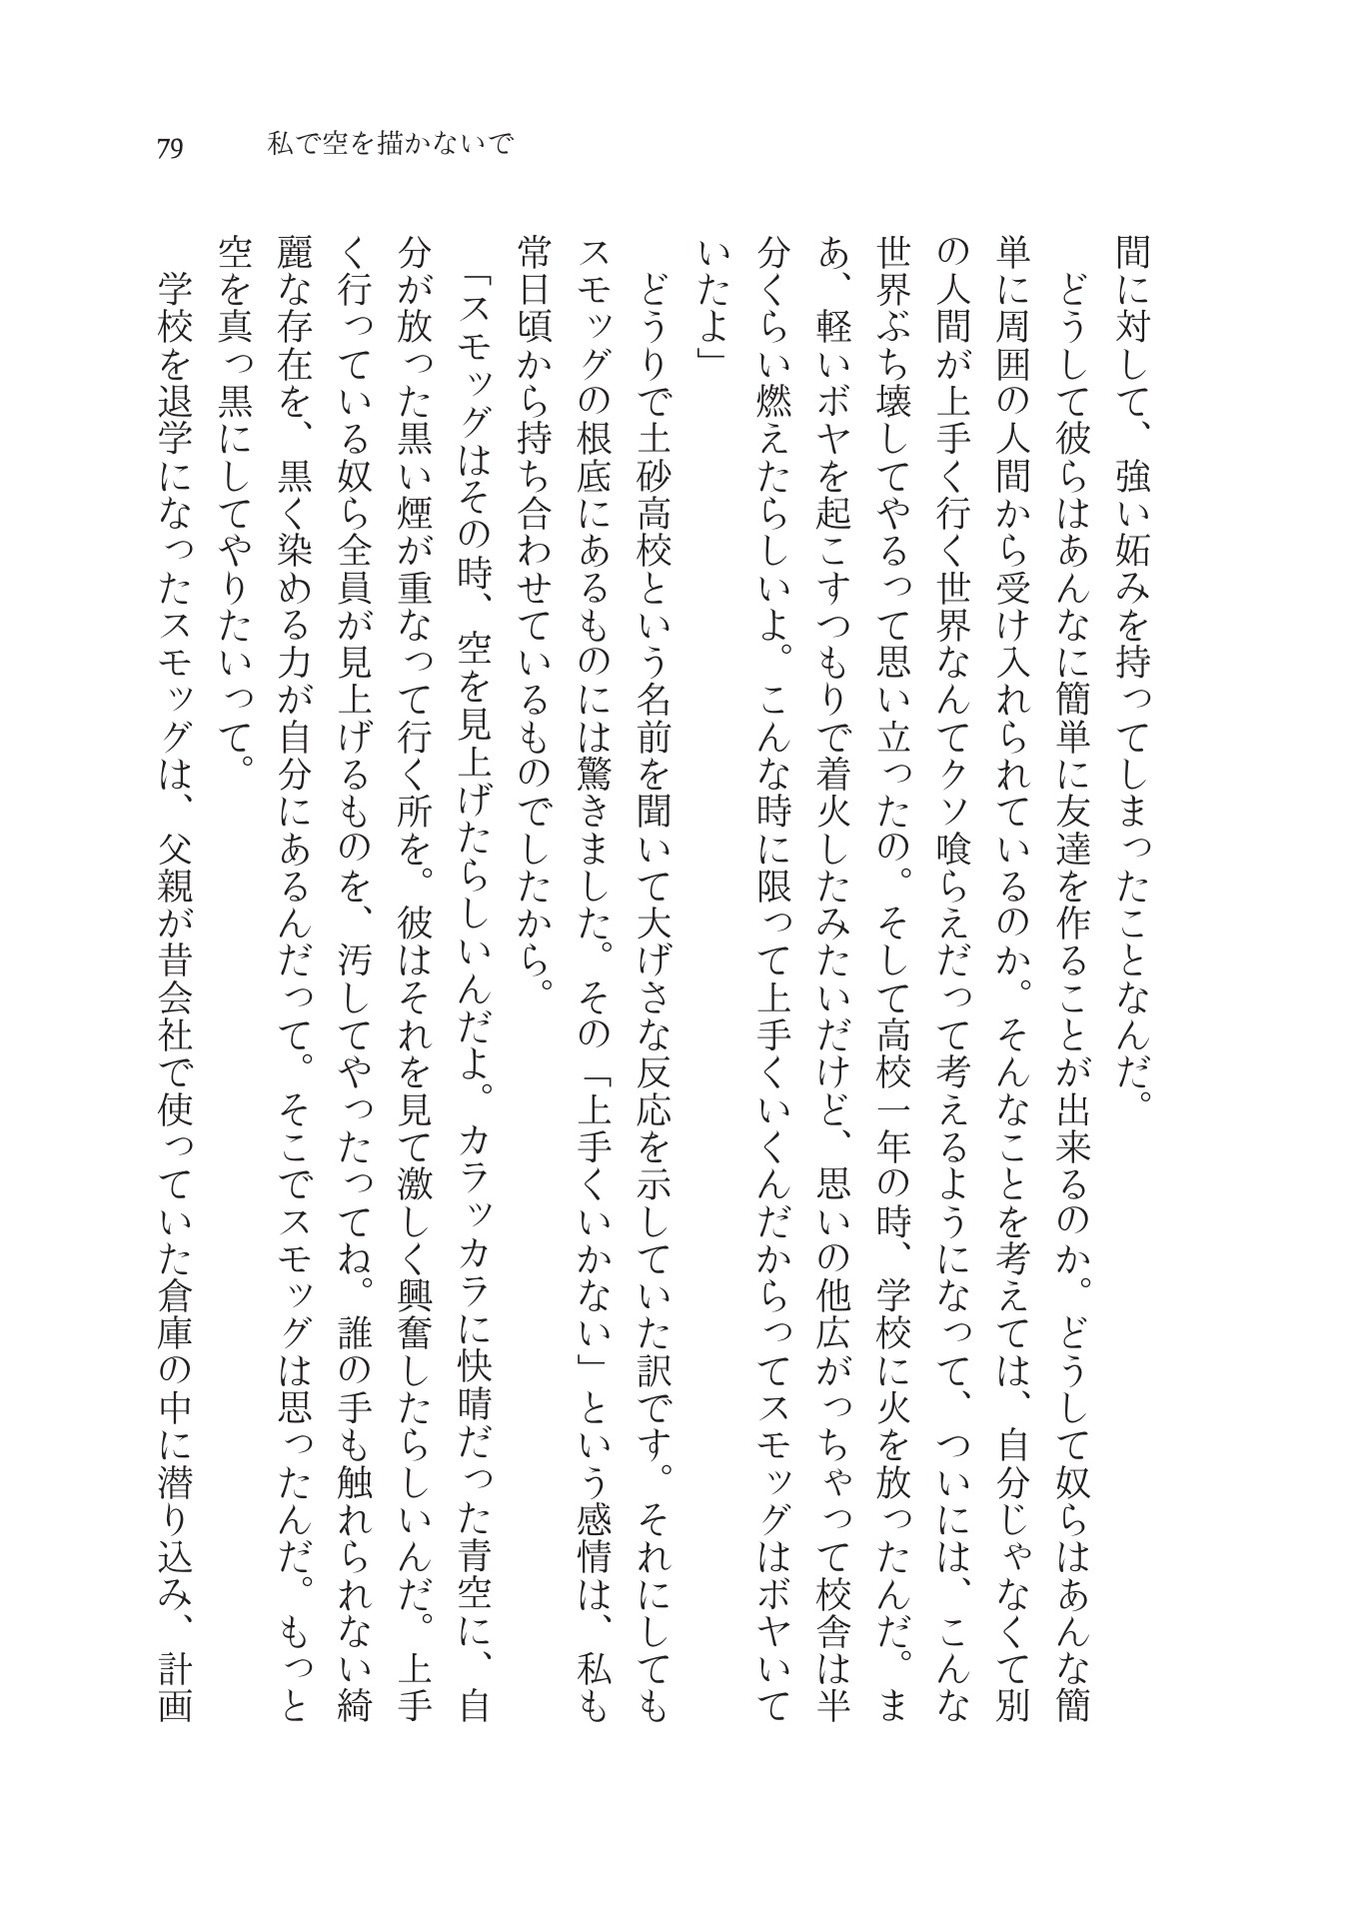 79
私で空を描かないで
間に対して、強い妬みを持ってしまったことなんだ。
どうして彼らはあんなに簡単に友達を作ることが出来るのか。どうして奴らはあんな簡
単に周囲の人間から受け入れられているのか。そんなことを考えては、自分じゃなくて別
の人間が上手く行く世界なんてクソ喰らえだって考えるようになって、ついには、こんな
世界ぶち壊してやるって思い立ったの。そして高校一年の時、学校に火を放ったんだ。ま
あ、軽いボヤを起こすつもりで着火したみたいだけど、思いの他広がっちゃって校舎は半
分くらい燃えたらしいよ。こんな時に限って上手くいくんだからってスモッグはボヤいて
いたよ」
どうりで土砂高校という名前を聞いて大げさな反応を示していた訳です。それにしても
スモッグの根底にあるものには驚きました。その「上手くいかない」という感情は、私も
常日頃から持ち合わせているものでしたから。
「スモッグはその時、空を見上げたらしいんだよ。カラッカラに快晴だった青空に、自
分が放った黒い煙が重なって行く所を。彼はそれを見て激しく興奮したらしいんだ。上手
く行っている奴ら全員が見上げるものを、汚してやったってね。誰の手も触れられない綺
麗な存在を、黒く染める力が自分にあるんだって。そこでスモッグは思ったんだ。もっと
空を真っ黒にしてやりたいって。
学校を退学になったスモッグは、父親が昔会社で使っていた倉庫の中に潜り込み、計画